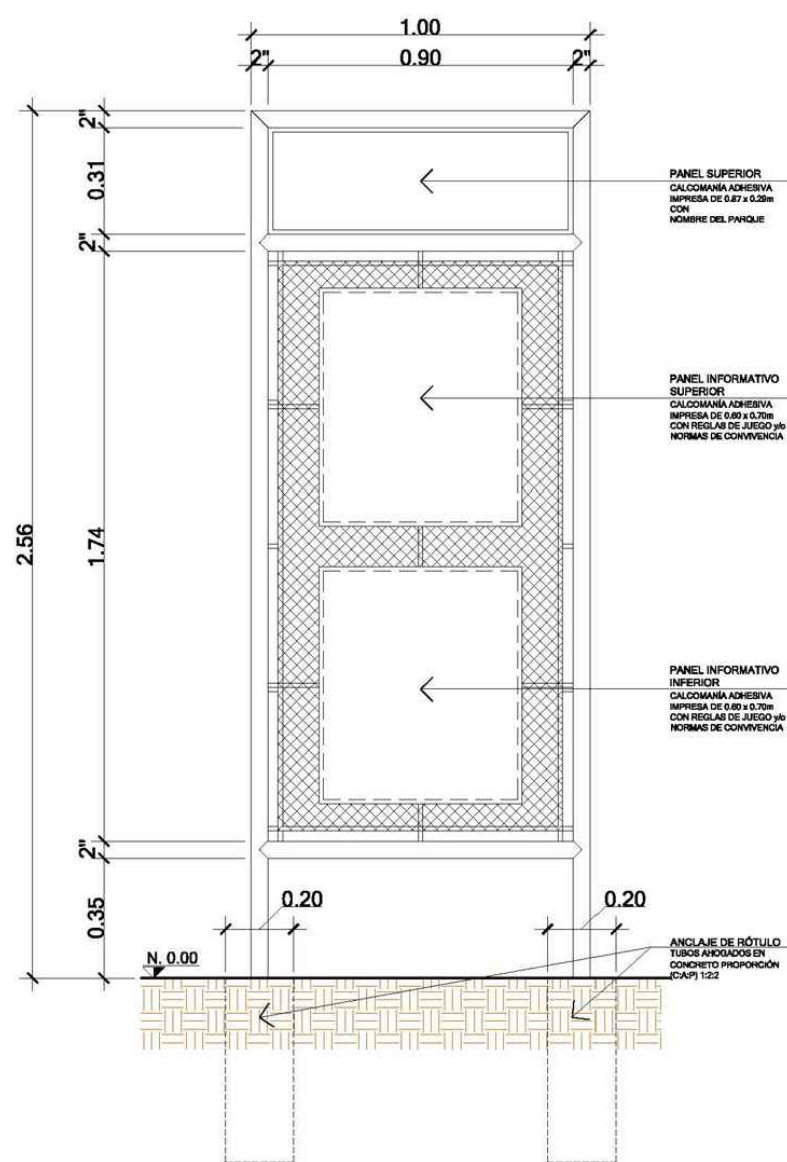 1.00
2" 0.90 2"
2"
0.31
2"
1.74
2.56
2"
0.35
0.20 0.20
N. 0.00
PANEL SUPERIOR
CALCOMANÍA ADHESIVA
IMPRESA DE 0.87 x 0.29m
CON
NOMBRE DEL PARQUE
PANEL INFORMATIVO
SUPERIOR
CALCOMANÍA ADHESIVA
IMPRESA DE 0.60 x 0.70m
CON REGLAS DE JUEGO y/o
NORMAS DE CONVIVENCIA
PANEL INFORMATIVO
INFERIOR
CALCOMANÍA ADHESIVA
IMPRESA DE 0.60 x 0.70m
CON REGLAS DE JUEGO y/o
NORMAS DE CONVIVENCIA
ANCLAJE DE RÓTULO
TUBOS AHOGADOS EN
CONCRETO PROPORCIÓN
(C:A:P) 1:2:2